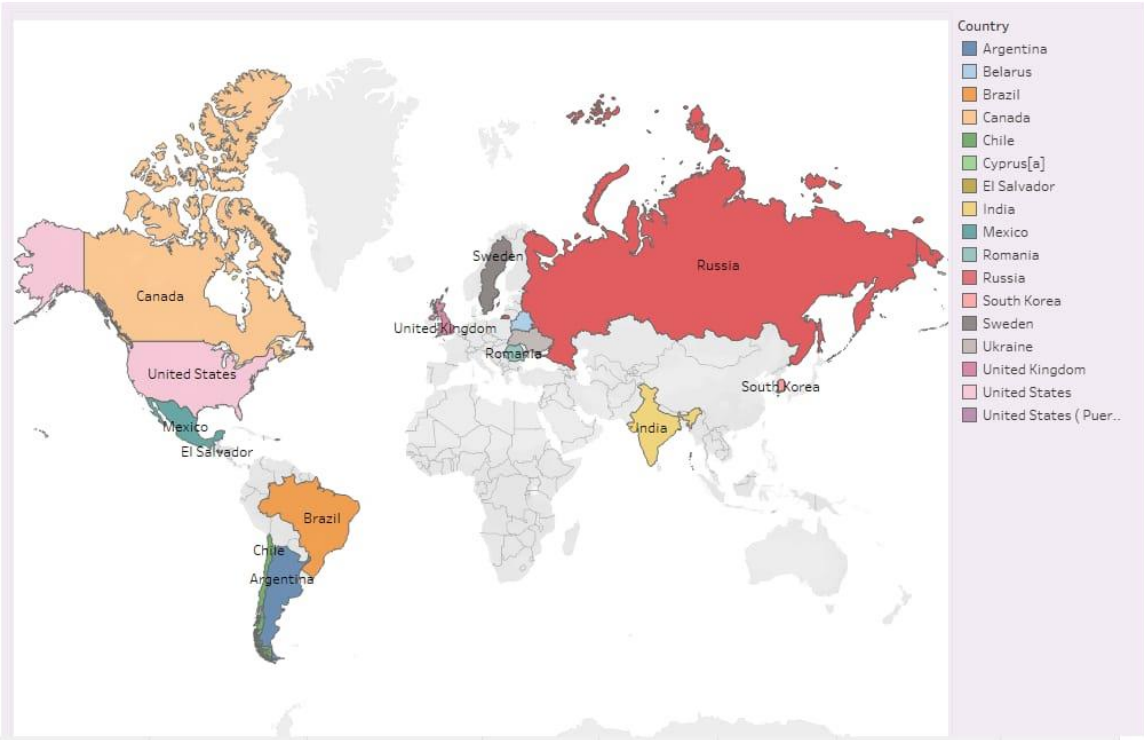 Country
Argentina
Belarus
Brazil
Canada
Chile
Cyprus[a]
El Salvador
India
Mexico
Romania
Russia
South Korea
Sweden
Ukraine
United Kingdom
United States
United States ( Puer..
Sweden
Russia
Canada
United Kingdom
Romania
United States
South Korea
Mexico
India
El Salvador
Brazil
Chile
Argentina